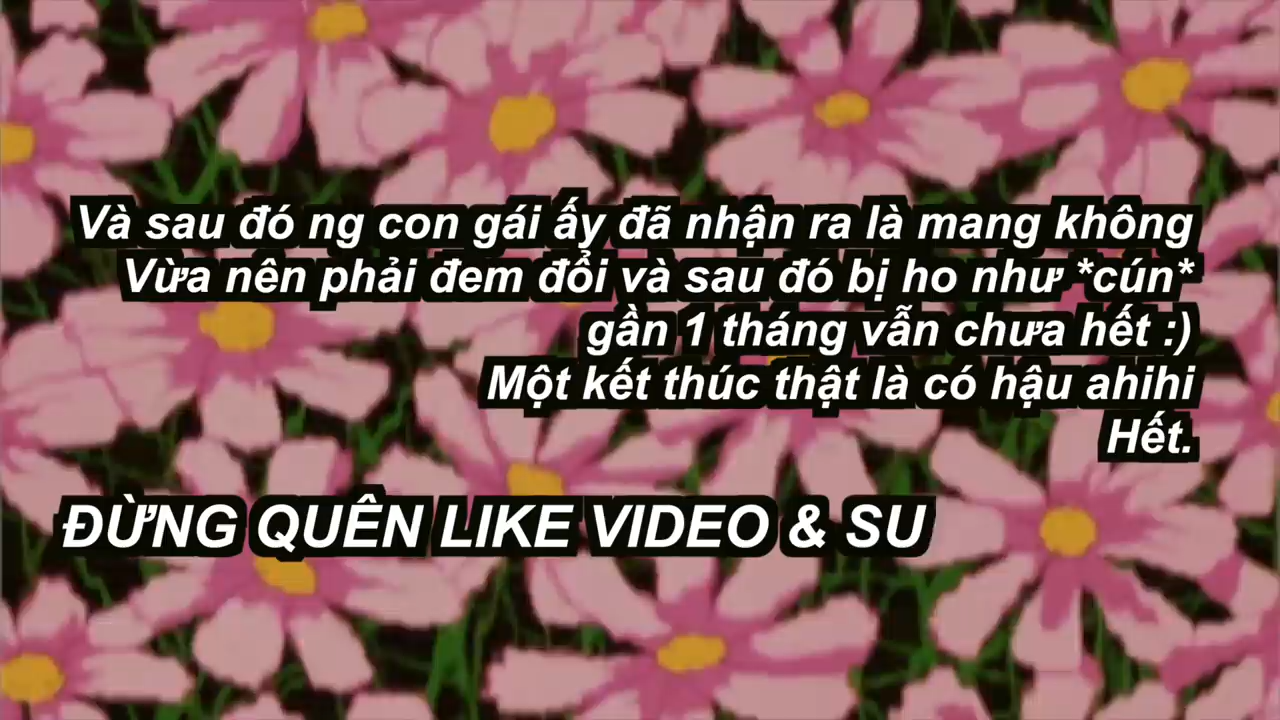 Và sau đó ng con gái ấy đã nhận ra là mang không
Vừa nên phải đem đổi và sau đó bị ho như *cún*
gần 1 tháng vẫn chưa hết :)
Một kết thúc thật là có hậu ahihi
Hết.
ĐỪNG QUÊN LIKE VIDEO & SU